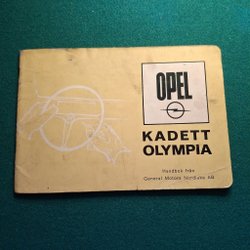 OPEL
KADETT
OLYMPIA
Handbok från
General Motors Nordiska AB